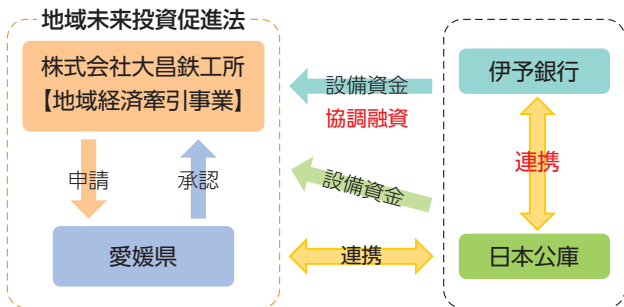 地域未来投資促進法
株式会社大昌鉄工所
【地域経済牽引事業】
申請
承認
愛媛県
設備資金
協調融資
設備資金
連携
伊予銀行
連携
日本公庫